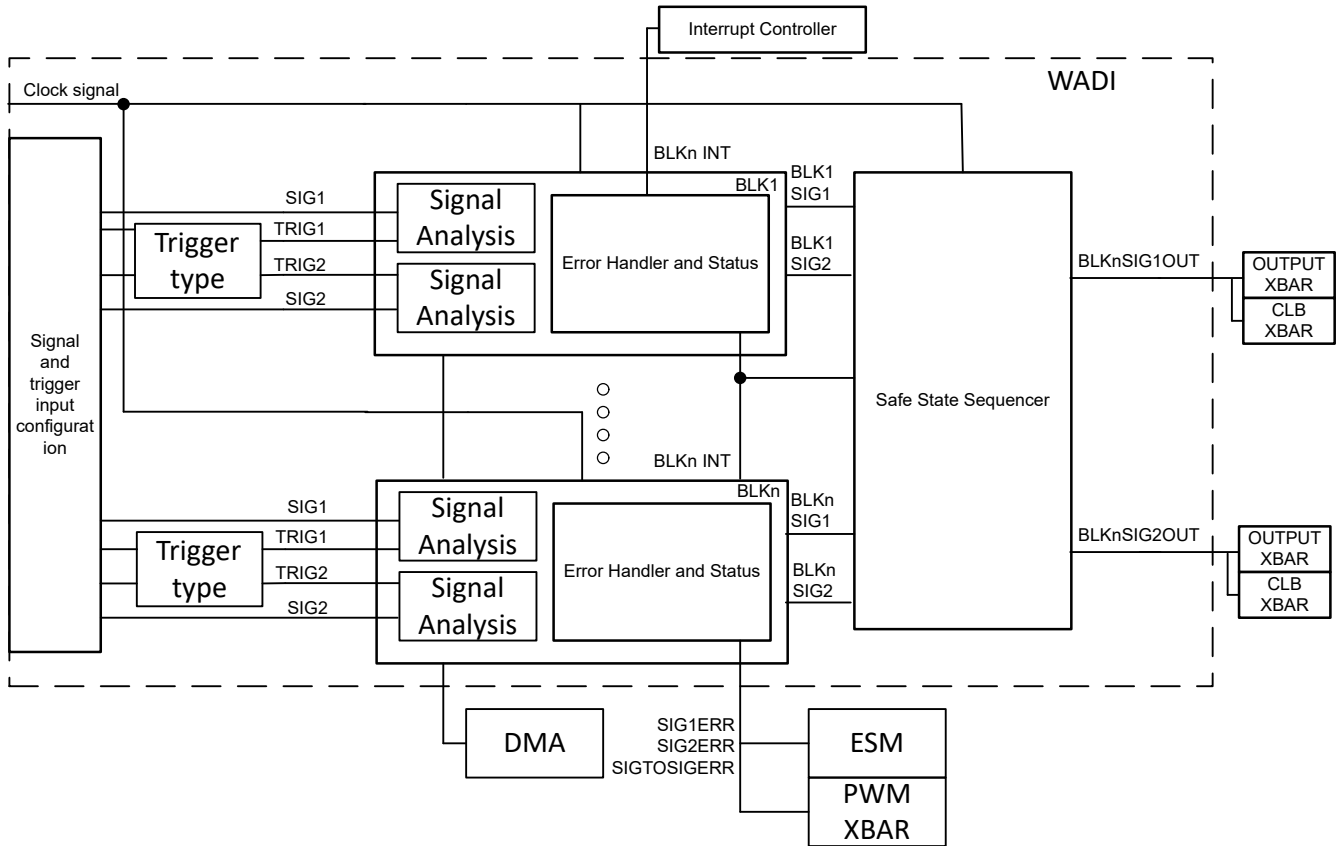 Interrupt Controller
WADI
Clock signal
BLKn INT
BLK1
BLK1
SIG1
SIG1
Signal
Analysis
TRIG1
Trigger
type
TRIG2
Signal
Analysis
SIG2
Error Handler and Status
BLK1
SIG2
BLKnSIG1OUT
OUTPUT
XBAR
CLB
XBAR
Signal
and
trigger
input
configurat
ion
Safe State Sequencer
BLKn INT
BLKn
BLKn
SIG1
SIG1
Signal
Analysis
TRIG1
Trigger
type
TRIG2
Signal
Analysis
SIG2
Error Handler and Status
BLKn
SIG2
BLKnSIG2OUT
OUTPUT
XBAR
CLB
XBAR
DMA
SIG1ERR
SIG2ERR
SIGTOSIGERR
ESM
PWM
XBAR